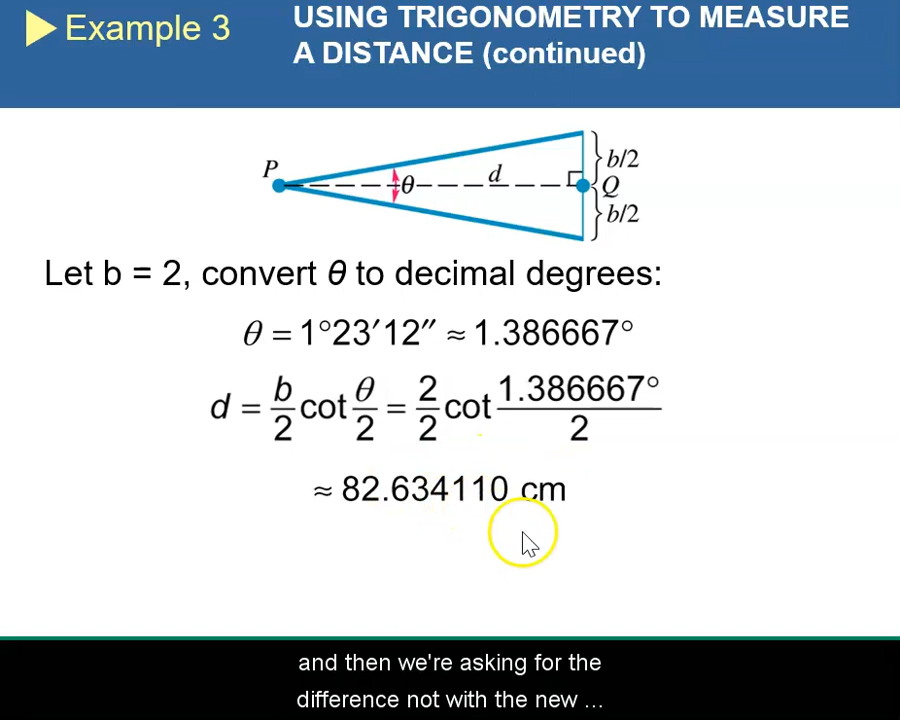 Example 3
USING TRIGONOMETRY TO MEASURE
A DISTANCE (continued)
P
θ
d
b/2
Q
b/2
Let b = 2, convert θ to decimal degrees:
θ = 1°23′12″ ≈ 1.386667°
d = b/2 cot θ/2 = 2/2 cot 1.386667°/2
≈ 82.634110 cm
and then we're asking for the
difference not with the new ...